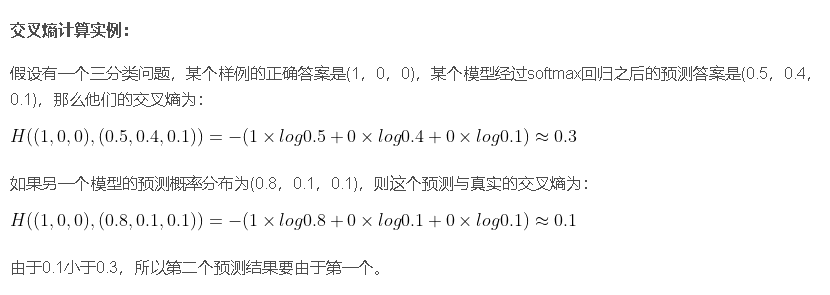 交叉熵计算实例：
假设有一个三分类问题，某个样例的正确答案是(1，0，0)，某个模型经过softmax回归之后的预测答案是(0.5，0.4，
0.1)，那么他们的交叉熵为：
H((1,0,0),(0.5,0.4,0.1)) = −(1 × log0.5 + 0 × log0.4 + 0 × log0.1) ≈ 0.3
如果另一个模型的预测概率分布为(0.8，0.1，0.1)，则这个预测与真实的交叉熵为：
H((1,0,0),(0.8,0.1,0.1)) = −(1 × log0.8 + 0 × log0.1 + 0 × log0.1) ≈ 0.1
由于0.1小于0.3，所以第二个预测结果要由于第一个。